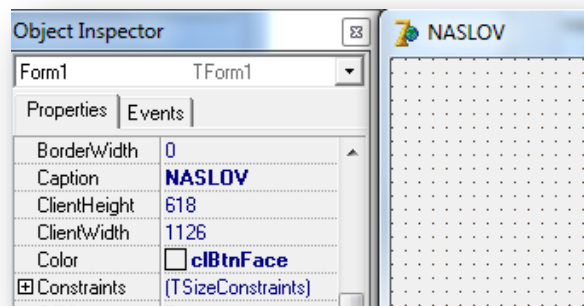 Object Inspector
Form1 TForm1
Properties Events
BorderWidth 0
Caption NASLOV
ClientHeight 618
ClientWidth 1126
Color clBtnFace
Constraints (TSizeConstraints)
NASLOV